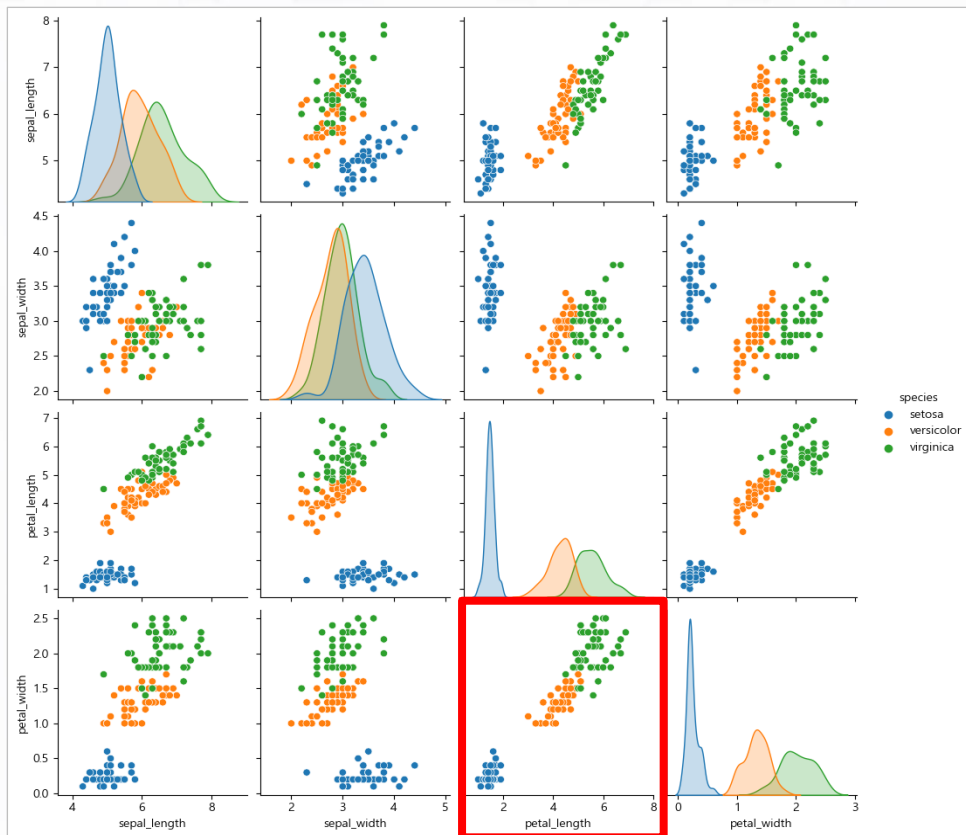 8
7
6
5
sepal_length
4.5
4.0
3.5
3.0
2.5
2.0
sepal_width
species
setosa
versicolor
virginica
7
6
5
4
3
2
1
petal_length
2.5
2.0
1.5
1.0
0.5
0.0
petal_width
4 6 8 2 3 4 5 2 4 6 8 0 1 2 3
sepal_length sepal_width petal_length petal_width